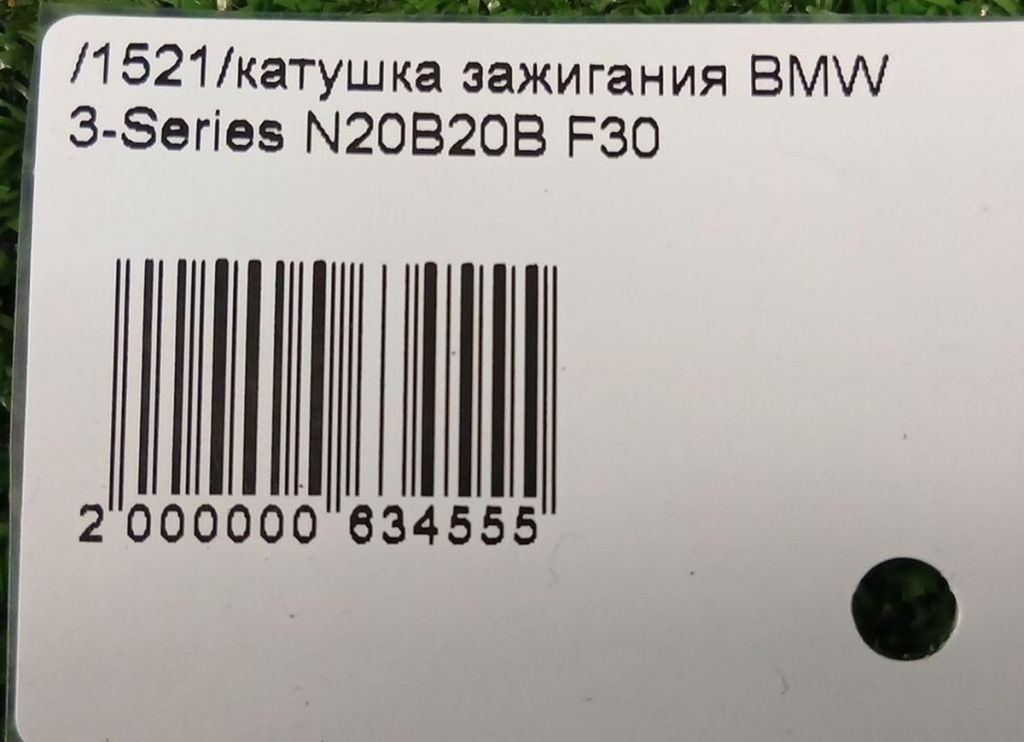 /1521/катушка зажигания BMW
3-Series N20B20B F30
2 000000 634555